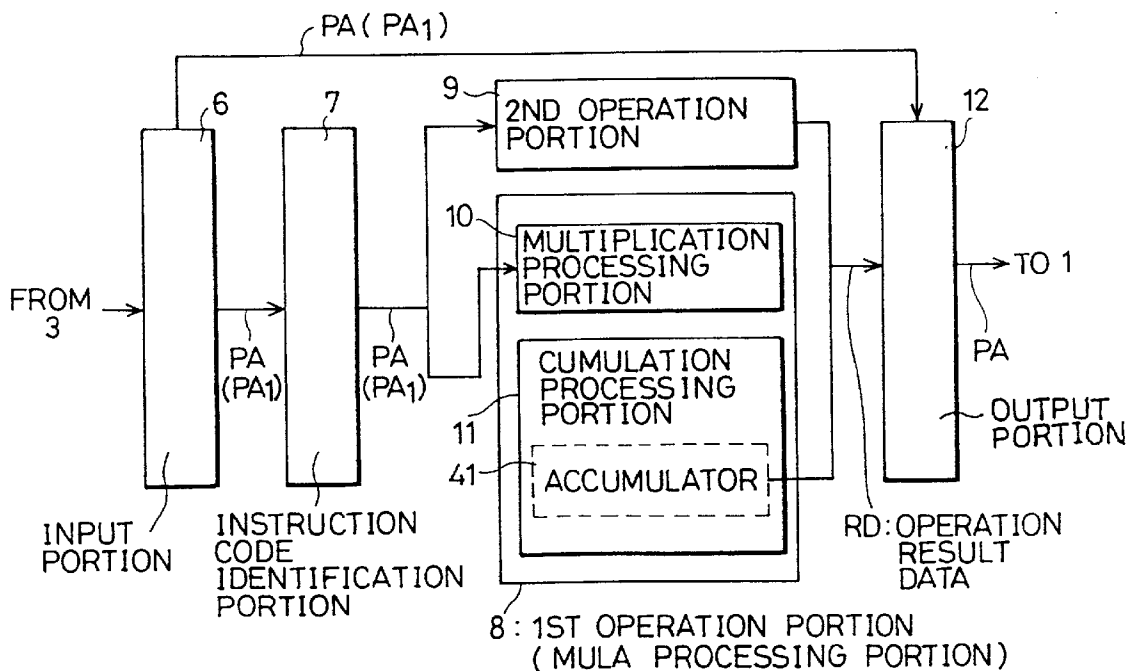 PA(PA1)
6
7
9
2ND OPERATION
PORTION
12
10
MULTIPLICATION
PROCESSING
PORTION
FROM
3
TO 1
PA
(PA1)
PA
(PA1)
PA
CUMULATION
PROCESSING
PORTION
11
41
ACCUMULATOR
OUTPUT
PORTION
INPUT
PORTION
INSTRUCTION
CODE
IDENTIFICATION
PORTION
RD:OPERATION
RESULT
DATA
8:1ST OPERATION PORTION
(MULA PROCESSING PORTION)